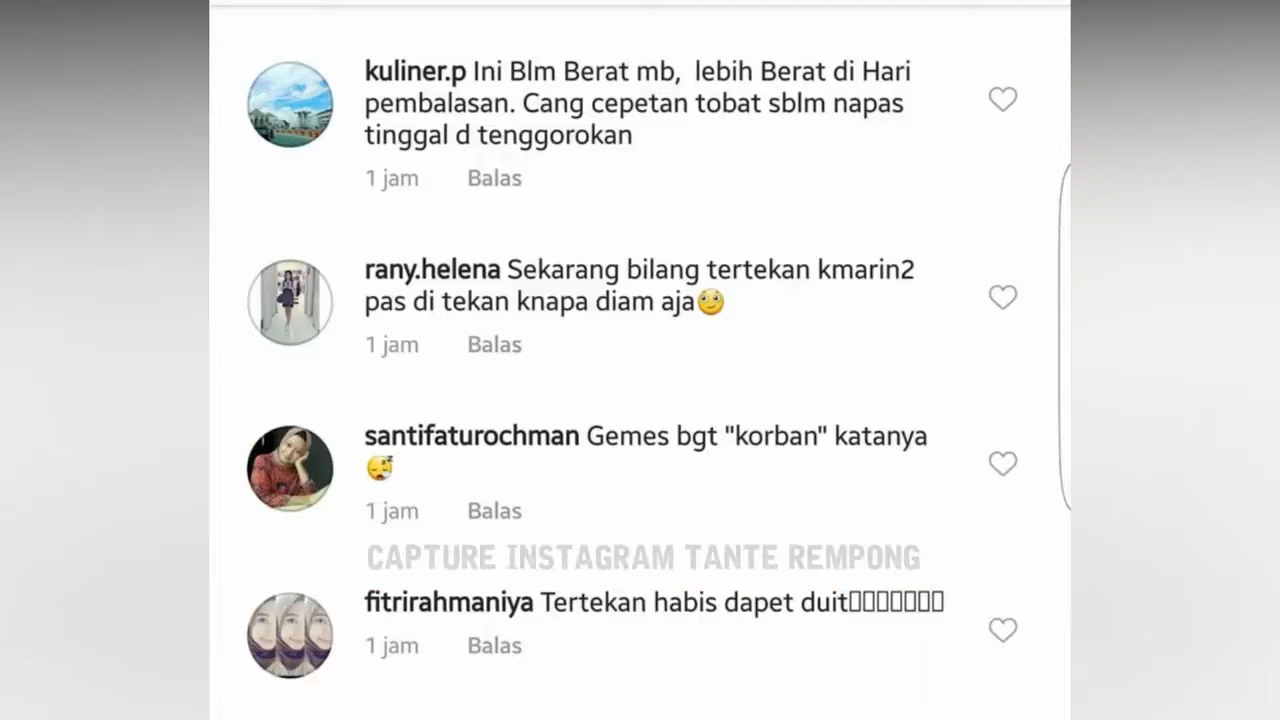 kuliner.p Ini Blm Berat mb, lebih Berat di Hari
pembalasan. Cang cepetan tobat sblm napas
tinggal d tenggorokan
1 jam Balas
rany.helena Sekarang bilang tertekan kmarin2
pas di tekan knapa diam aja🙄
1 jam Balas
santifaturochman Gemes bgt "korban" katanya
😴
1 jam Balas
CAPTURE INSTAGRAM TANTE REMPONG
fitrirahmaniya Tertekan habis dapet duit▯▯▯▯▯▯▯
1 jam Balas